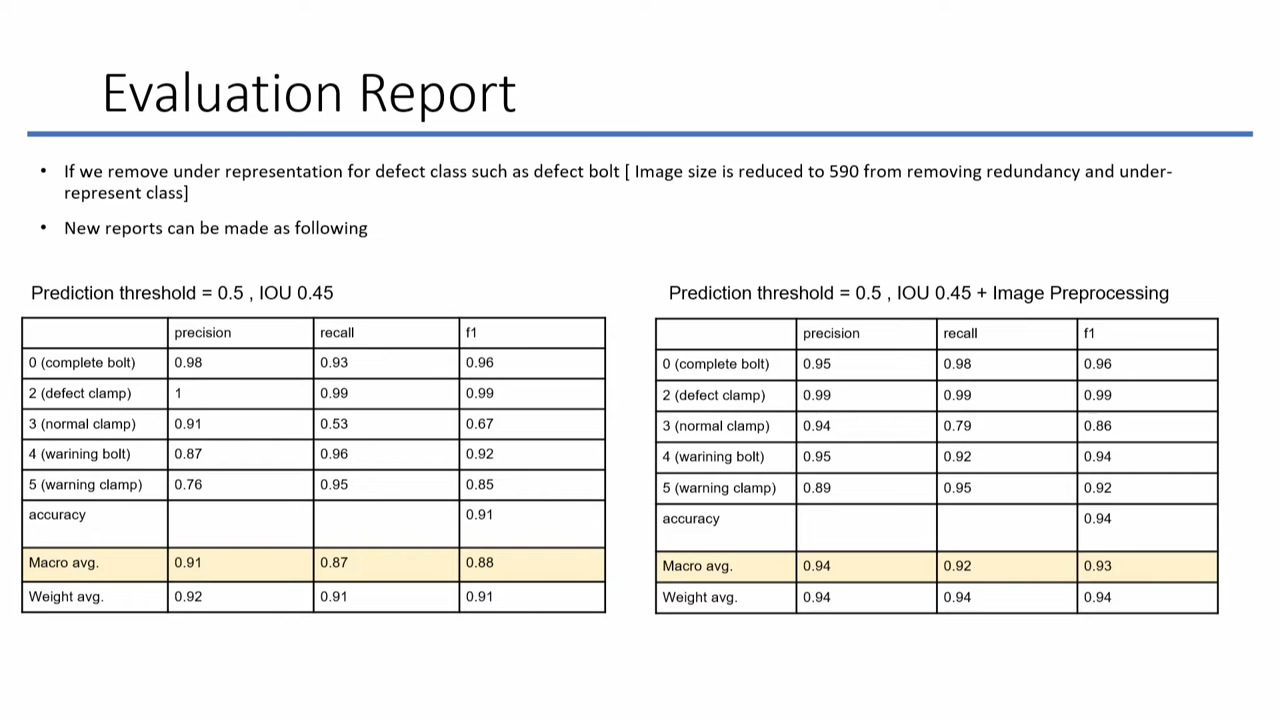 Evaluation Report
• If we remove under representation for defect class such as defect bolt [ Image size is reduced to 590 from removing redundancy and under-
represent class]
• New reports can be made as following
Prediction threshold = 0.5 , IOU 0.45
precision recall f1
0 (complete bolt) 0.98 0.93 0.96
2 (defect clamp) 1 0.99 0.99
3 (normal clamp) 0.91 0.53 0.67
4 (warining bolt) 0.87 0.96 0.92
5 (warning clamp) 0.76 0.95 0.85
accuracy 0.91
Macro avg. 0.91 0.87 0.88
Weight avg. 0.92 0.91 0.91
Prediction threshold = 0.5 , IOU 0.45 + Image Preprocessing
precision recall f1
0 (complete bolt) 0.95 0.98 0.96
2 (defect clamp) 0.99 0.99 0.99
3 (normal clamp) 0.94 0.79 0.86
4 (warining bolt) 0.95 0.92 0.94
5 (warning clamp) 0.89 0.95 0.92
accuracy 0.94
Macro avg. 0.94 0.92 0.93
Weight avg. 0.94 0.94 0.94